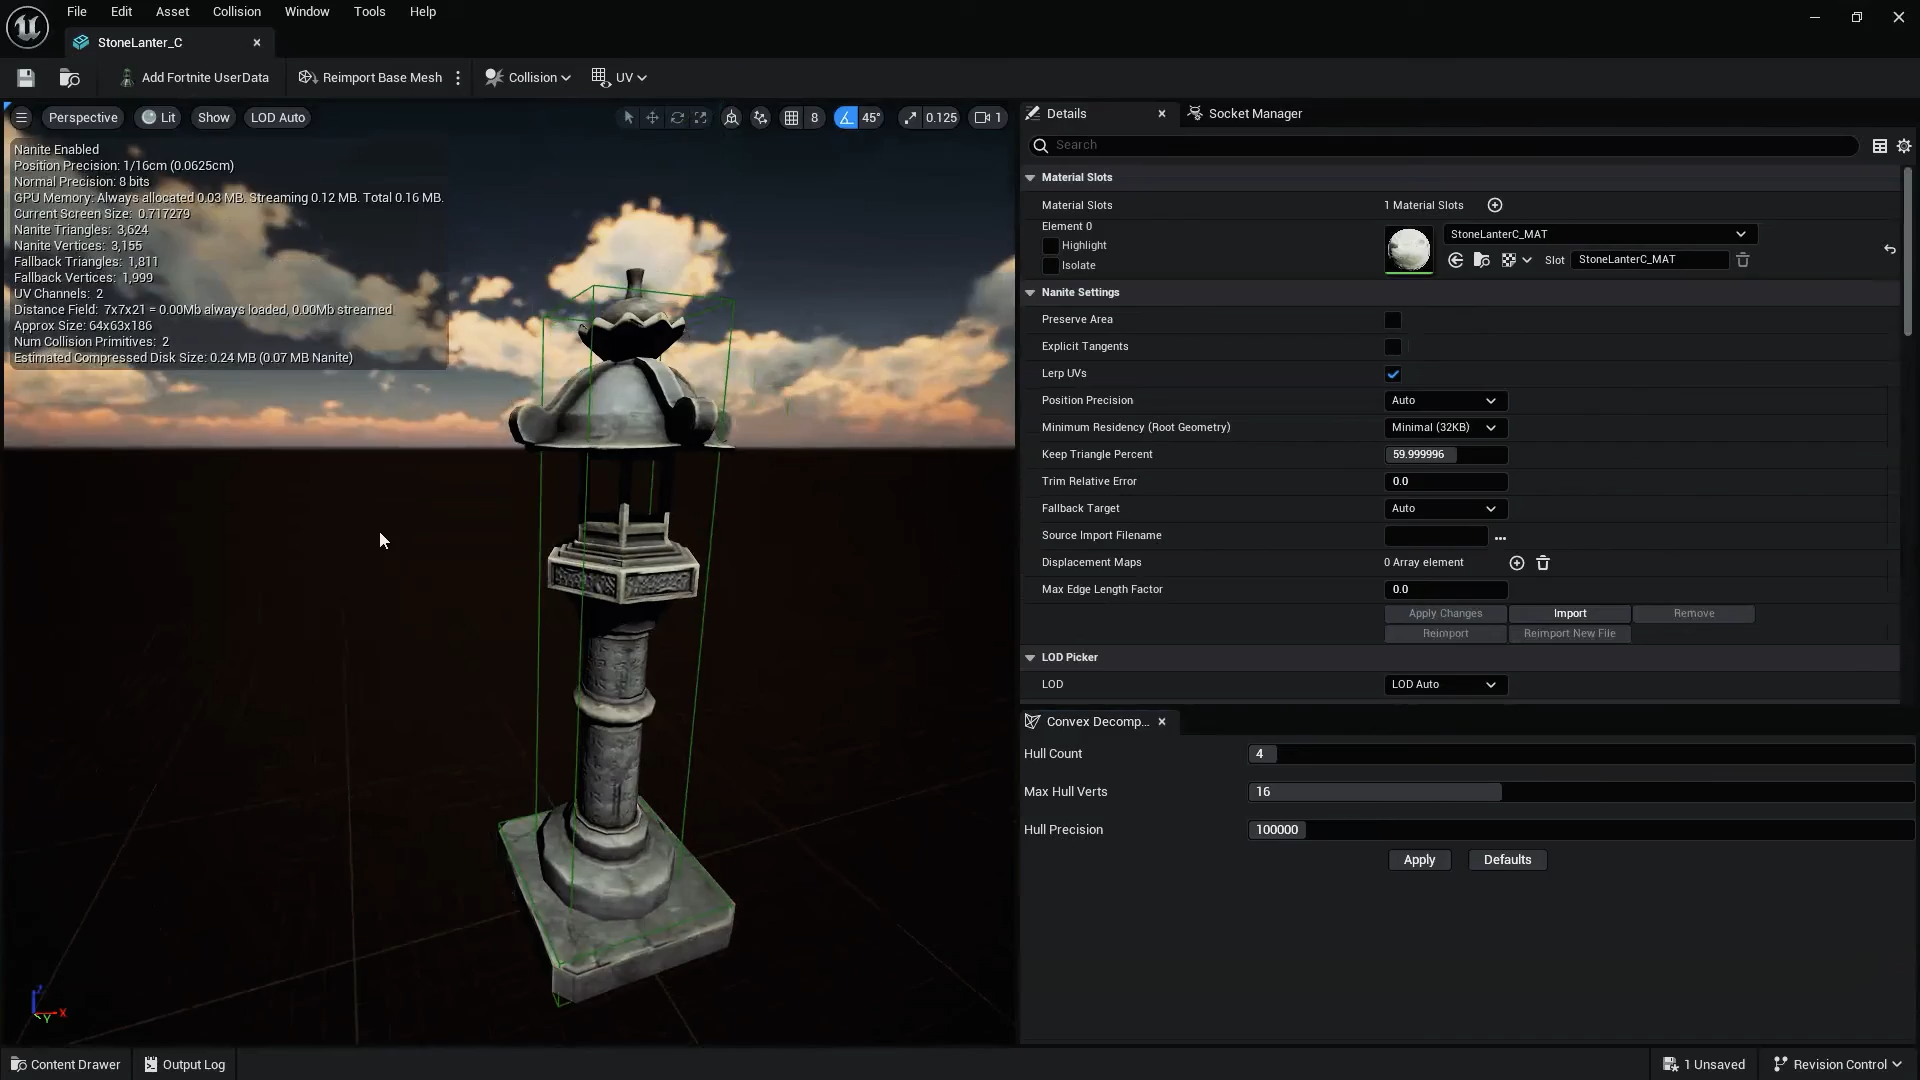 File Edit Asset Collision Window Tools Help
StoneLanter_C
Add Fortnite UserData Reimport Base Mesh Collision UV
Perspective Lit Show LOD Auto 8 45° 0.125 1
Nanite Enabled
Position Precision: 1/16cm (0.0625cm)
Normal Precision: 8 bits
GPU Memory: Always allocated 0.03 MB. Streaming 0.12 MB. Total 0.16 MB.
Current Screen Size: 0.717279
Nanite Triangles: 3,624
Nanite Vertices: 3,155
Fallback Triangles: 1,811
Fallback Vertices: 1,999
UV Channels: 2
Distance Field: 7x7x21 = 0.00Mb always loaded, 0.00Mb streamed
Approx Size: 64x63x186
Num Collision Primitives: 2
Estimated Compressed Disk Size: 0.24 MB (0.07 MB Nanite)
Z
X
Y
Details Socket Manager
Search
Material Slots
Material Slots 1 Material Slots
Element 0
Highlight
Isolate
StoneLanterC_MAT
Slot StoneLanterC_MAT
Nanite Settings
Preserve Area
Explicit Tangents
Lerp UVs
Position Precision Auto
Minimum Residency (Root Geometry) Minimal (32KB)
Keep Triangle Percent 59.999996
Trim Relative Error 0.0
Fallback Target Auto
Source Import Filename ...
Displacement Maps 0 Array element
Max Edge Length Factor 0.0
Apply Changes Import Remove
Reimport Reimport New File
LOD Picker
LOD LOD Auto
Convex Decomp...
Hull Count 4
Max Hull Verts 16
Hull Precision 100000
Apply Defaults
Content Drawer Output Log 1 Unsaved Revision Control